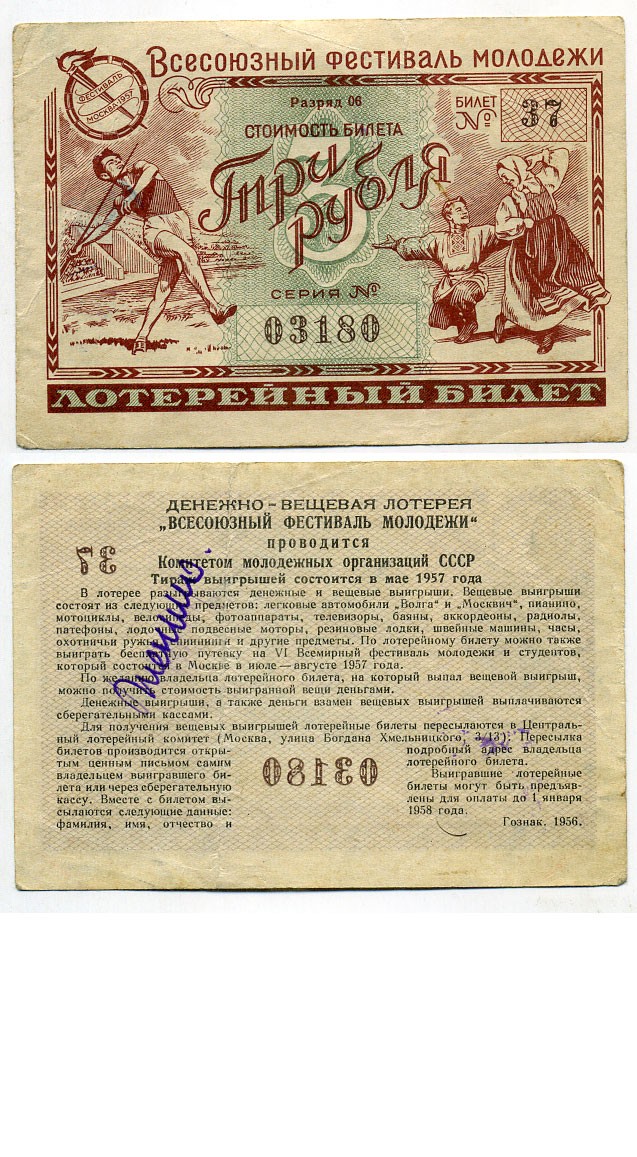 Всесоюзный Фестиваль Молодежи
ФЕСТИВАЛЬ
МОСКВА 1957
Разряд 06
БИЛЕТ
№ 37
СТОИМОСТЬ БИЛЕТА
3
Три
рубля
СЕРИЯ №
03180
ЛОТЕРЕЙНЫЙ БИЛЕТ
ДЕНЕЖНО-ВЕЩЕВАЯ ЛОТЕРЕЯ
„ВСЕСОЮЗНЫЙ ФЕСТИВАЛЬ МОЛОДЕЖИ“
проводится
37
Комитетом молодежных организаций СССР
Тираж выигрышей состоится в мае 1957 года
В лотерее разыгрываются денежные и вещевые выигрыши. Вещевые выигрыши
состоят из следующих предметов: легковые автомобили „Волга“ и „Москвич“, пианино,
мотоциклы, велосипеды, фотоаппараты, телевизоры, баяны, аккордеоны, радиолы,
патефоны, лодочные подвесные моторы, резиновые лодки, швейные машины, часы,
охотничьи ружья, пишины и другие предметы. По лотерейному билету можно также
выиграть бесплатную путевку на VI Всемирный фестиваль молодежи и студентов,
который состоится в Москве в июле—августе 1957 года.
По желанию владельца лотерейного билета, на который выпал вещевой выигрыш,
можно получить стоимость выигранной вещи деньгами.
Денежные выигрыши, а также деньги взамен вещевых выигрышей выплачиваются
сберегательными кассами.
Для получения вещевых выигрышей лотерейные билеты пересылаются в Централь-
ный лотерейный комитет (Москва, улица Богдана Хмельницкого, 3/13). Пересылка
билетов производится откры-
тым ценным письмом самим
владельцем выигравшего би-
лета или через сберегательную
кассу. Вместе с билетом вы-
сылаются следующие данные:
фамилия, имя, отчество и
03180
подробный адрес владельца
лотерейного билета.
Выигравшие лотерейные
билеты могут быть предъяв-
лены для оплаты до 1 января
1958 года.
Гознак. 1956.